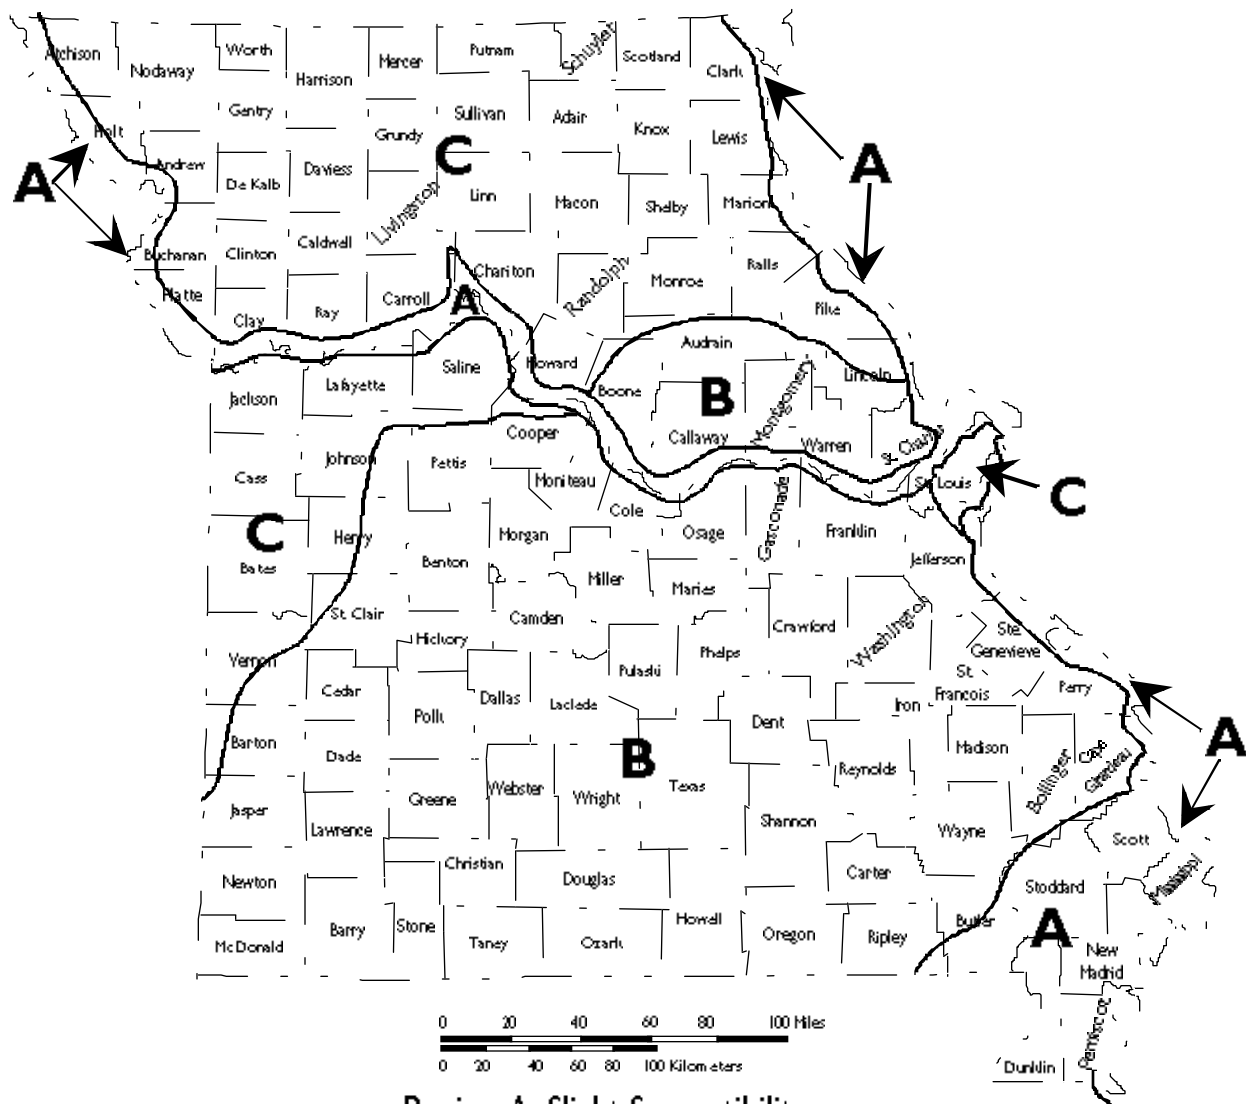 Atchison
Nodaway
Worth
Harrison
Mercer
Putnam
Schuyler
Scotland
Clark
Gentry
Holt
Andrew
De Kalb
Daviess
Grundy
Sullivan
Adair
Knox
Lewis
A
C
A
Livingston
Linn
Macon
Shelby
Marion
Buchanan
Clinton
Caldwell
Chariton
Randolph
Monroe
Ralls
Platte
Clay
Ray
Carroll
A
Pike
Audrain
Saline
Howard
Boone
Lincoln
Jackson
Lafayette
B
Montgomery
Callaway
Warren
St. Charles
Cooper
Johnson
Pettis
Moniteau
St. Louis
C
Cass
Cole
Gasconade
C
Henry
Morgan
Osage
Franklin
Bates
Benton
Miller
Maries
Jefferson
St. Clair
Camden
Crawford
Washington
Hickory
Ste.
Genevieve
Vernon
Phelps
Pulaski
St.
Francois
Perry
Cedar
Polk
Dallas
Laclede
Dent
Iron
Barton
Dade
B
Madison
Bollinger
Cape
Girardeau
A
Jasper
Greene
Webster
Wright
Texas
Reynolds
Lawrence
Shannon
Wayne
Scott
Christian
Newton
Douglas
Carter
Stoddard
Mississippi
McDonald
Barry
Stone
Taney
Ozark
Howell
Oregon
Ripley
Butler
A
New
Madrid
Pemiscot
Dunklin
0 20 40 60 80 100 Miles
0 20 40 60 80 100 Kilometers